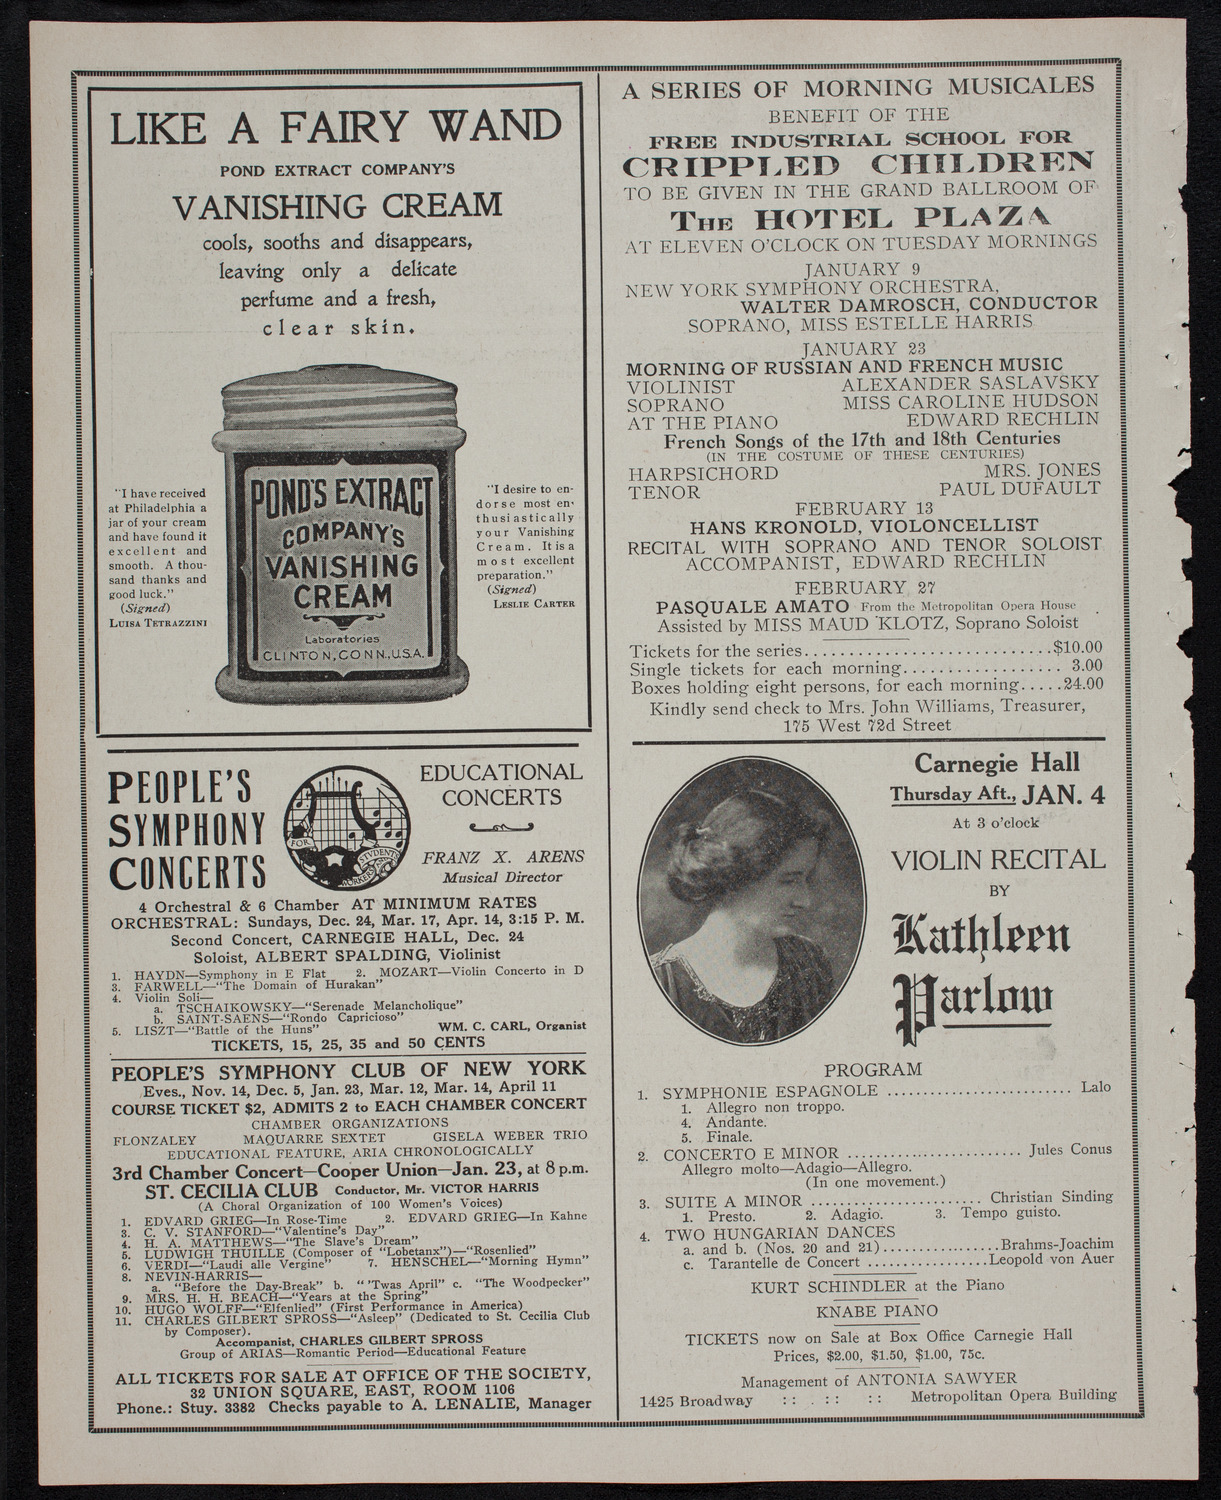 LIKE A FAIRY WAND
POND EXTRACT COMPANY'S
VANISHING CREAM
cools, sooths and disappears,
leaving only a delicate
perfume and a fresh,
clear skin.
"I have received
at Philadelphia a
jar of your cream
and have found it
excellent and
smooth. A thou-
sand thanks and
good luck."
(Signed)
LUISA TETRAZZINI
POND'S EXTRACT
COMPANY'S
VANISHING
CREAM
Laboratories
CLINTON, CONN., U.S.A.
"I desire to en-
dorse most en-
thusiastically
your Vanishing
Cream. It is a
most excellent
preparation."
(Signed)
LESLIE CARTER
PEOPLE'S
SYMPHONY
CONCERTS
FOR
STVDENTS
WORKERS
EDUCATIONAL
CONCERTS
FRANZ X. ARENS
Musical Director
4 Orchestral & 6 Chamber AT MINIMUM RATES
ORCHESTRAL: Sundays, Dec. 24, Mar. 17, Apr. 14, 3:15 P. M.
Second Concert, CARNEGIE HALL, Dec. 24
Soloist, ALBERT SPALDING, Violinist
1. HAYDN—Symphony in E Flat 2. MOZART—Violin Concerto in D
3. FARWELL—"The Domain of Hurakan"
4. Violin Soli—
a. TSCHAIKOWSKY—"Serenade Melancholique"
b. SAINT-SAENS—"Rondo Capricioso"
5. LISZT—"Battle of the Huns" WM. C. CARL, Organist
TICKETS, 15, 25, 35 and 50 CENTS
PEOPLE'S SYMPHONY CLUB OF NEW YORK
Eves., Nov. 14, Dec. 5, Jan. 23, Mar. 12, Mar. 14, April 11
COURSE TICKET $2, ADMITS 2 to EACH CHAMBER CONCERT
CHAMBER ORGANIZATIONS
FLONZALEY MAQUARRE SEXTET GISELA WEBER TRIO
EDUCATIONAL FEATURE, ARIA CHRONOLOGICALLY
3rd Chamber Concert—Cooper Union—Jan. 23, at 8 p.m.
ST. CECILIA CLUB Conductor, Mr. VICTOR HARRIS
(A Choral Organization of 100 Women's Voices)
1. EDVARD GRIEG—In Rose-Time 2. EDVARD GRIEG—In Kahne
3. C. V. STANFORD—"Valentine's Day"
4. H. A. MATTHEWS—"The Slave's Dream"
5. LUDWIGH THUILLE (Composer of "Lobetanx")—"Rosenlied"
6. VERDI—"Laudi alle Vergine" 7. HENSCHEL—"Morning Hymn"
8. NEVIN-HARRIS—
a. "Before the Day-Break" b. "'Twas April" c. "The Woodpecker"
9. MRS. H. H. BEACH—"Years at the Spring"
10. HUGO WOLFF—"Elfenlied" (First Performance in America)
11. CHARLES GILBERT SPROSS—"Asleep" (Dedicated to St. Cecilia Club
by Composer).
Accompanist, CHARLES GILBERT SPROSS
Group of ARIAS—Romantic Period—Educational Feature
ALL TICKETS FOR SALE AT OFFICE OF THE SOCIETY,
32 UNION SQUARE, EAST, ROOM 1106
Phone.: Stuy. 3382 Checks payable to A. LENALIE, Manager
A SERIES OF MORNING MUSICALES
BENEFIT OF THE
FREE INDUSTRIAL SCHOOL FOR
CRIPPLED CHILDREN
TO BE GIVEN IN THE GRAND BALLROOM OF
THE HOTEL PLAZA
AT ELEVEN O'CLOCK ON TUESDAY MORNINGS
JANUARY 9
NEW YORK SYMPHONY ORCHESTRA,
WALTER DAMROSCH, CONDUCTOR
SOPRANO, MISS ESTELLE HARRIS
JANUARY 23
MORNING OF RUSSIAN AND FRENCH MUSIC
VIOLINIST ALEXANDER SASLAVSKY
SOPRANO MISS CAROLINE HUDSON
AT THE PIANO EDWARD RECHLIN
French Songs of the 17th and 18th Centuries
(IN THE COSTUME OF THESE CENTURIES)
HARPSICHORD MRS. JONES
TENOR PAUL DUFAULT
FEBRUARY 13
HANS KRONOLD, VIOLONCELLIST
RECITAL WITH SOPRANO AND TENOR SOLOIST
ACCOMPANIST, EDWARD RECHLIN
FEBRUARY 27
PASQUALE AMATO From the Metropolitan Opera House
Assisted by MISS MAUD KLOTZ, Soprano Soloist
Tickets for the series............................$10.00
Single tickets for each morning.................. 3.00
Boxes holding eight persons, for each morning.....24.00
Kindly send check to Mrs. John Williams, Treasurer,
175 West 72d Street
Carnegie Hall
Thursday Aft., JAN. 4
At 3 o'clock
VIOLIN RECITAL
BY
Kathleen
Parlow
PROGRAM
1. SYMPHONIE ESPAGNOLE ......................... Lalo
1. Allegro non troppo.
4. Andante.
5. Finale.
2. CONCERTO E MINOR ........................ Jules Conus
Allegro molto—Adagio—Allegro.
(In one movement.)
3. SUITE A MINOR ....................... Christian Sinding
1. Presto. 2. Adagio. 3. Tempo guisto.
4. TWO HUNGARIAN DANCES
a. and b. (Nos. 20 and 21).................Brahms-Joachim
c. Tarantelle de Concert .................Leopold von Auer
KURT SCHINDLER at the Piano
KNABE PIANO
TICKETS now on Sale at Box Office Carnegie Hall
Prices, $2.00, $1.50, $1.00, 75c.
Management of ANTONIA SAWYER
1425 Broadway :: :: :: Metropolitan Opera Building